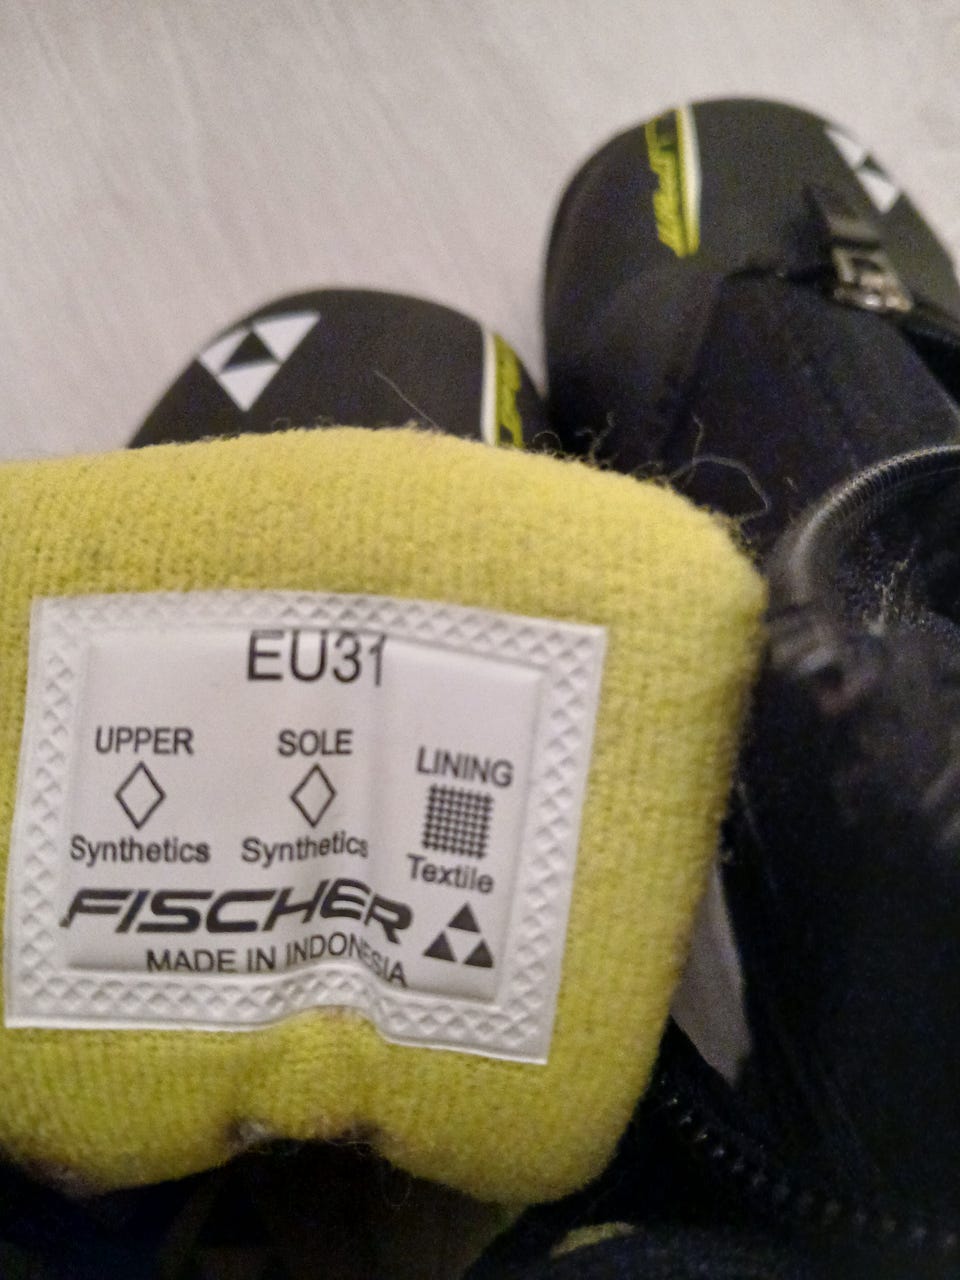 EU31
UPPER
SOLE
LINING
Synthetics
Synthetics
Textile
FISCHER
MADE IN INDONESIA